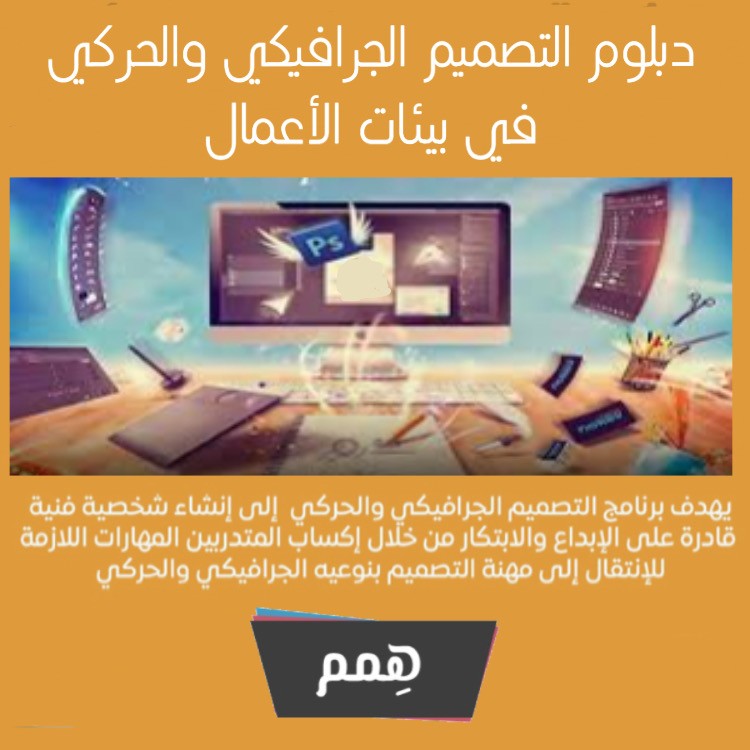 دبلوم التصميم الجرافيكي والحركي
في بيئات الأعمال
Ps
يهدف برنامج التصميم الجرافيكي والحركي إلى إنشاء شخصية فنية
قادرة على الإبداع والابتكار من خلال إكساب المتدربين المهارات اللازمة
للإنتقال إلى مهنة التصميم بنوعيه الجرافيكي والحركي
هِمم